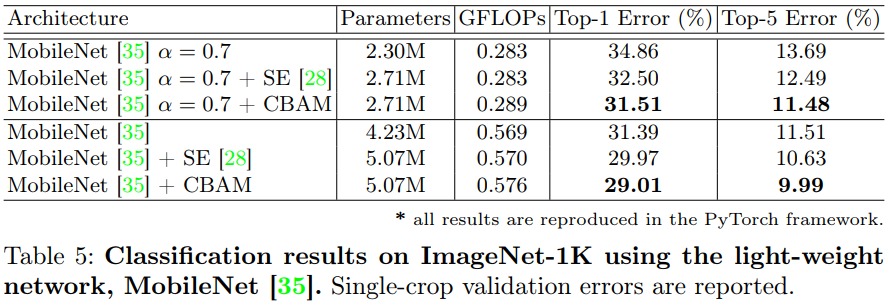 Architecture Parameters GFLOPs Top-1 Error (%) Top-5 Error (%)
MobileNet [35] α = 0.7 2.30M 0.283 34.86 13.69
MobileNet [35] α = 0.7 + SE [28] 2.71M 0.283 32.50 12.49
MobileNet [35] α = 0.7 + CBAM 2.71M 0.289 31.51 11.48
MobileNet [35] 4.23M 0.569 31.39 11.51
MobileNet [35] + SE [28] 5.07M 0.570 29.97 10.63
MobileNet [35] + CBAM 5.07M 0.576 29.01 9.99
* all results are reproduced in the PyTorch framework.
Table 5: Classification results on ImageNet-1K using the light-weight
network, MobileNet [35]. Single-crop validation errors are reported.